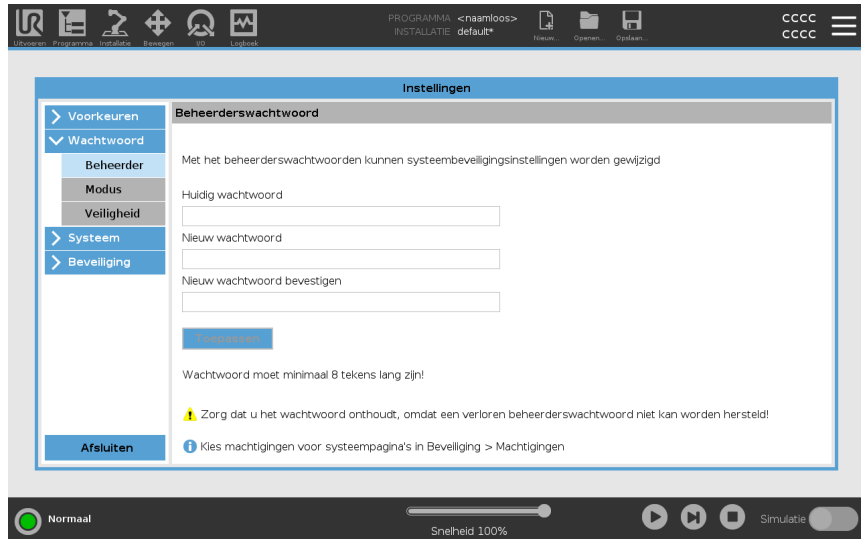 PROGRAMMA <naamloos>
INSTALLATIE default*
CCCC
CCCC
Uitvoeren Programma Installatie Bewegen I/O Logboek Nieuw... Openen... Opslaan...
Instellingen
Voorkeuren
Wachtwoord
Beheerder
Modus
Veiligheid
Systeem
Beveiliging
Afsluiten
Beheerderswachtwoord
Met het beheerderswachtwoorden kunnen systeembeveiligingsinstellingen worden gewijzigd
Huidig wachtwoord
Nieuw wachtwoord
Nieuw wachtwoord bevestigen
Toepassen
Wachtwoord moet minimaal 8 tekens lang zijn!
Zorg dat u het wachtwoord onthoudt, omdat een verloren beheerderswachtwoord niet kan worden hersteld!
Kies machtigingen voor systeempagina's in Beveiliging > Machtigingen
Normaal
Snelheid 100%
Simulatie